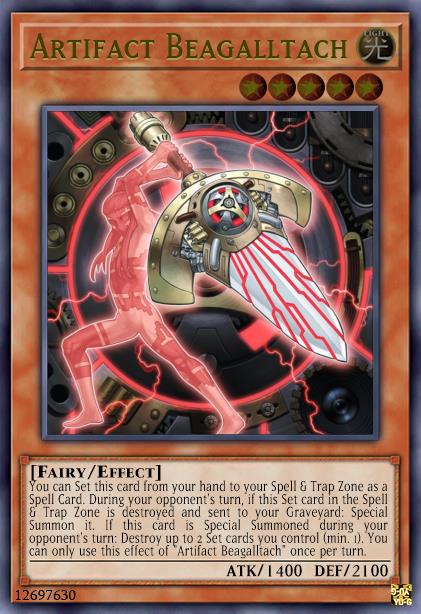 Artifact Beagalltach
LIGHT
光
[Fairy/Effect]
You can Set this card from your hand to your Spell & Trap Zone as a
Spell Card. During your opponent's turn, if this Set card in the Spell
& Trap Zone is destroyed and sent to your Graveyard: Special
Summon it. If this card is Special Summoned during your
opponent's turn: Destroy up to 2 Set cards you control (min. 1). You
can only use this effect of "Artifact Beagalltach" once per turn.
ATK/1400 DEF/2100
12697630